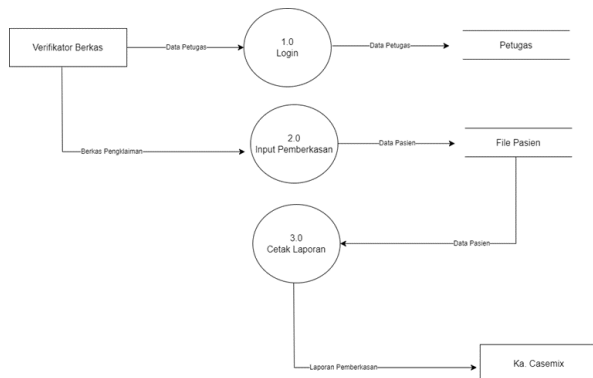 Verifikator Berkas
Data Petugas
1.0
Login
Data Petugas
Petugas
Berkas Pengklaiman
2.0
Input Pemberkasan
Data Pasien
File Pasien
3.0
Cetak Laporan
Data Pasien
Laporan Pemberkasan
Ka. Casemix